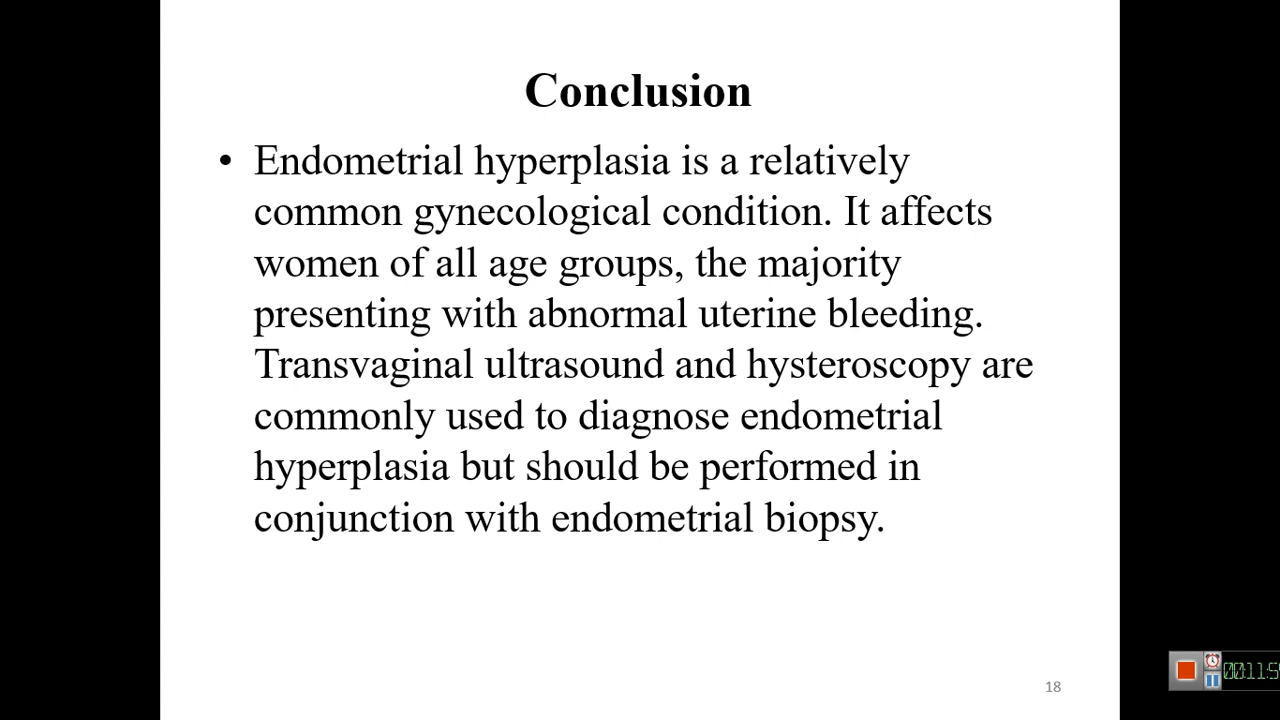 Conclusion
• Endometrial hyperplasia is a relatively
common gynecological condition. It affects
women of all age groups, the majority
presenting with abnormal uterine bleeding.
Transvaginal ultrasound and hysteroscopy are
commonly used to diagnose endometrial
hyperplasia but should be performed in
conjunction with endometrial biopsy.
18